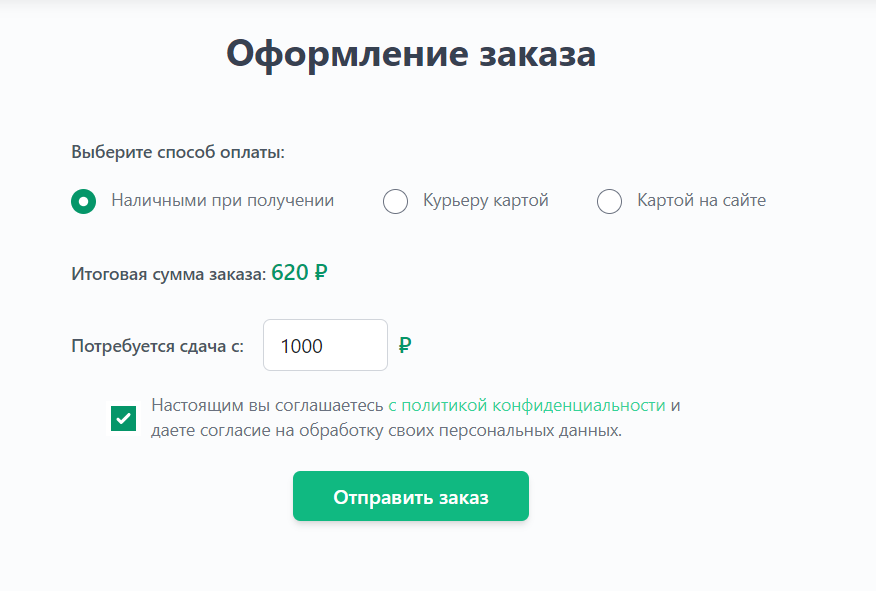 Оформление заказа
Выберите способ оплаты:
Наличными при получении Курьеру картой Картой на сайте
Итоговая сумма заказа: 620 ₽
Потребуется сдача с: 1000 ₽
Настоящим вы соглашаетесь с политикой конфиденциальности и
даете согласие на обработку своих персональных данных.
Отправить заказ